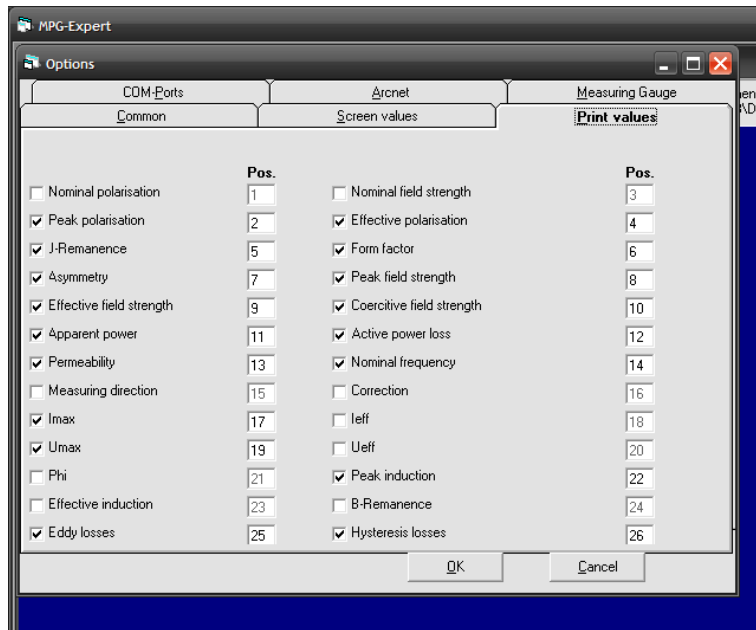 MPG-Expert
Options
COM-Ports Arcnet Measuring Gauge
Common Screen values Print values
Pos. Pos.
Nominal polarisation 1 Nominal field strength 3
Peak polarisation 2 Effective polarisation 4
J-Remanence 5 Form factor 6
Asymmetry 7 Peak field strength 8
Effective field strength 9 Coercitive field strength 10
Apparent power 11 Active power loss 12
Permeability 13 Nominal frequency 14
Measuring direction 15 Correction 16
Imax 17 Ieff 18
Umax 19 Ueff 20
Phi 21 Peak induction 22
Effective induction 23 B-Remanence 24
Eddy losses 25 Hysteresis losses 26
OK Cancel